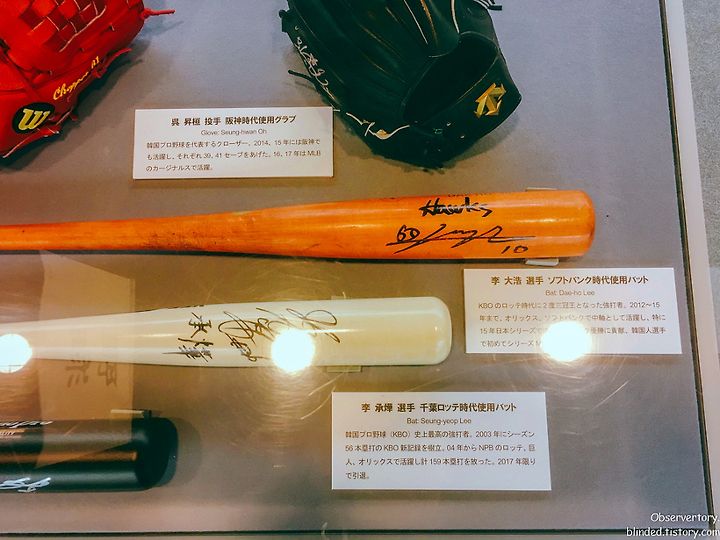 呉 昇桓 投手 阪神時代使用グラブ
Glove: Seung-hwan Oh
韓国プロ野球を代表するクローザー。2014、15年には阪神で
も活躍し、それぞれ39、41セーブをあげた。16、17年はMLB
のカージナルスで活躍。
10
李 大浩 選手 ソフトバンク時代使用バット
Bat: Dae-ho Lee
KBOのロッテ時代に2度三冠王となった強打者。2012〜15
年まで、オリックス、ソフトバンクで中軸として活躍し、特に
15年日本シリーズで 優勝に貢献、韓国人選手
で初めてシリーズM
李 承燁 選手 千葉ロッテ時代使用バット
Bat: Seung-yeop Lee
韓国プロ野球（KBO）史上最高の強打者。2003年にシーズン
56本塁打のKBO新記録を樹立。04年からNPBのロッテ、巨
人、オリックスで活躍し計159本塁打を放った。2017年限り
で引退。
Observertory.
blinded.tistory.com